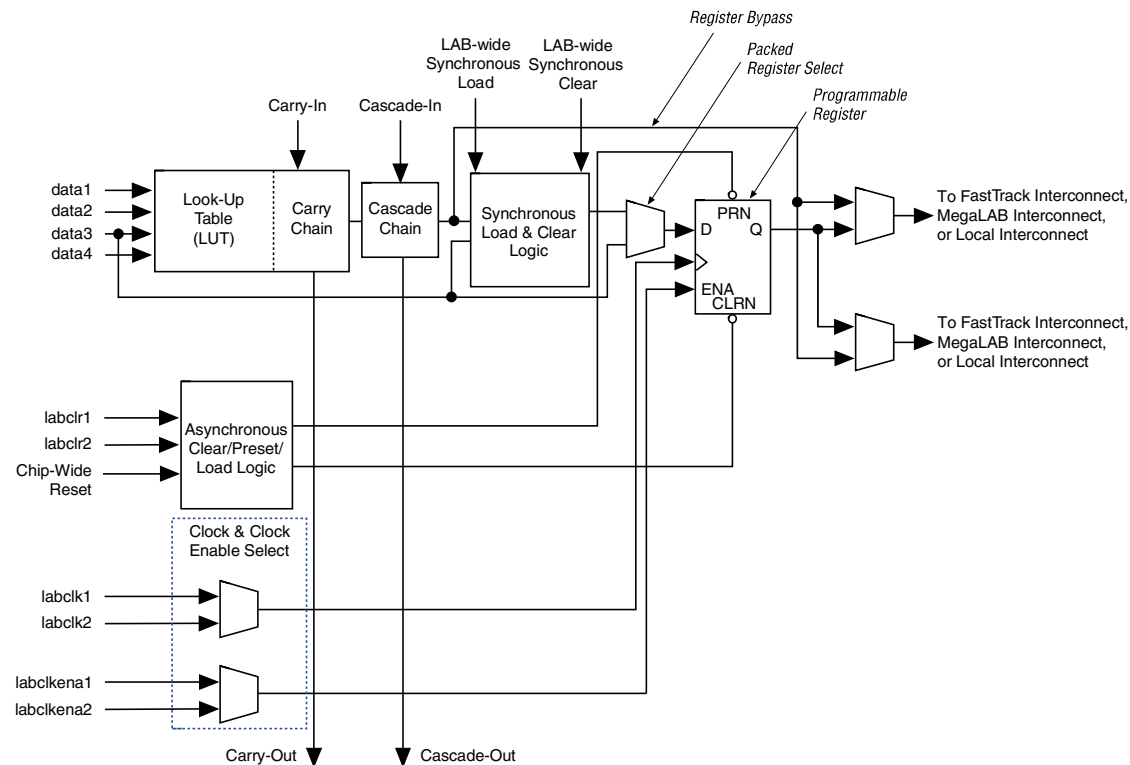 Register Bypass
LAB-wide
Synchronous
Load
LAB-wide
Synchronous
Clear
Packed
Register Select
Programmable
Register
Carry-In
Cascade-In
data1
data2
data3
data4
Look-Up
Table
(LUT)
Carry
Chain
Cascade
Chain
Synchronous
Load & Clear
Logic
PRN
D
Q
ENA
CLRN
To FastTrack Interconnect,
MegaLAB Interconnect,
or Local Interconnect
To FastTrack Interconnect,
MegaLAB Interconnect,
or Local Interconnect
labclr1
labclr2
Chip-Wide
Reset
Asynchronous
Clear/Preset/
Load Logic
Clock & Clock
Enable Select
labclk1
labclk2
labclkena1
labclkena2
Carry-Out
Cascade-Out